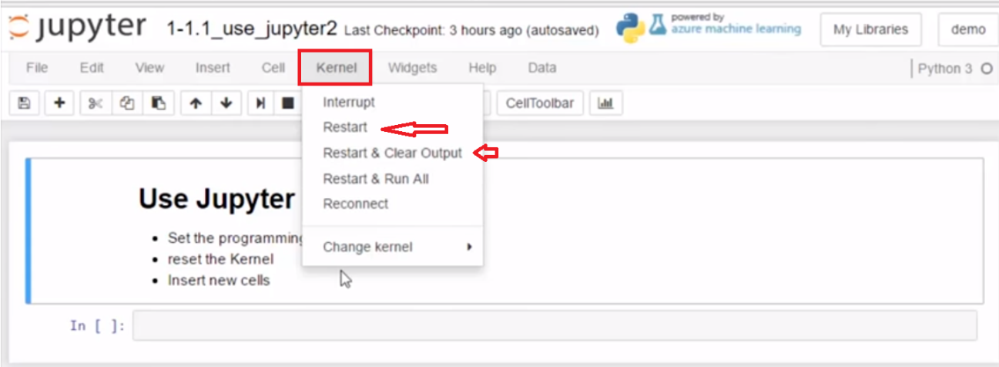 jupyter 1-1.1_use_jupyter2 Last Checkpoint: 3 hours ago (autosaved)
powered by
azure machine learning
My Libraries
demo
File Edit View Insert Cell Kernel Widgets Help Data
Python 3
CellToolbar
Interrupt
Restart
Restart & Clear Output
Restart & Run All
Reconnect
Change kernel
Use Jupyter
Set the programming
reset the Kernel
Insert new cells
In [ ]: